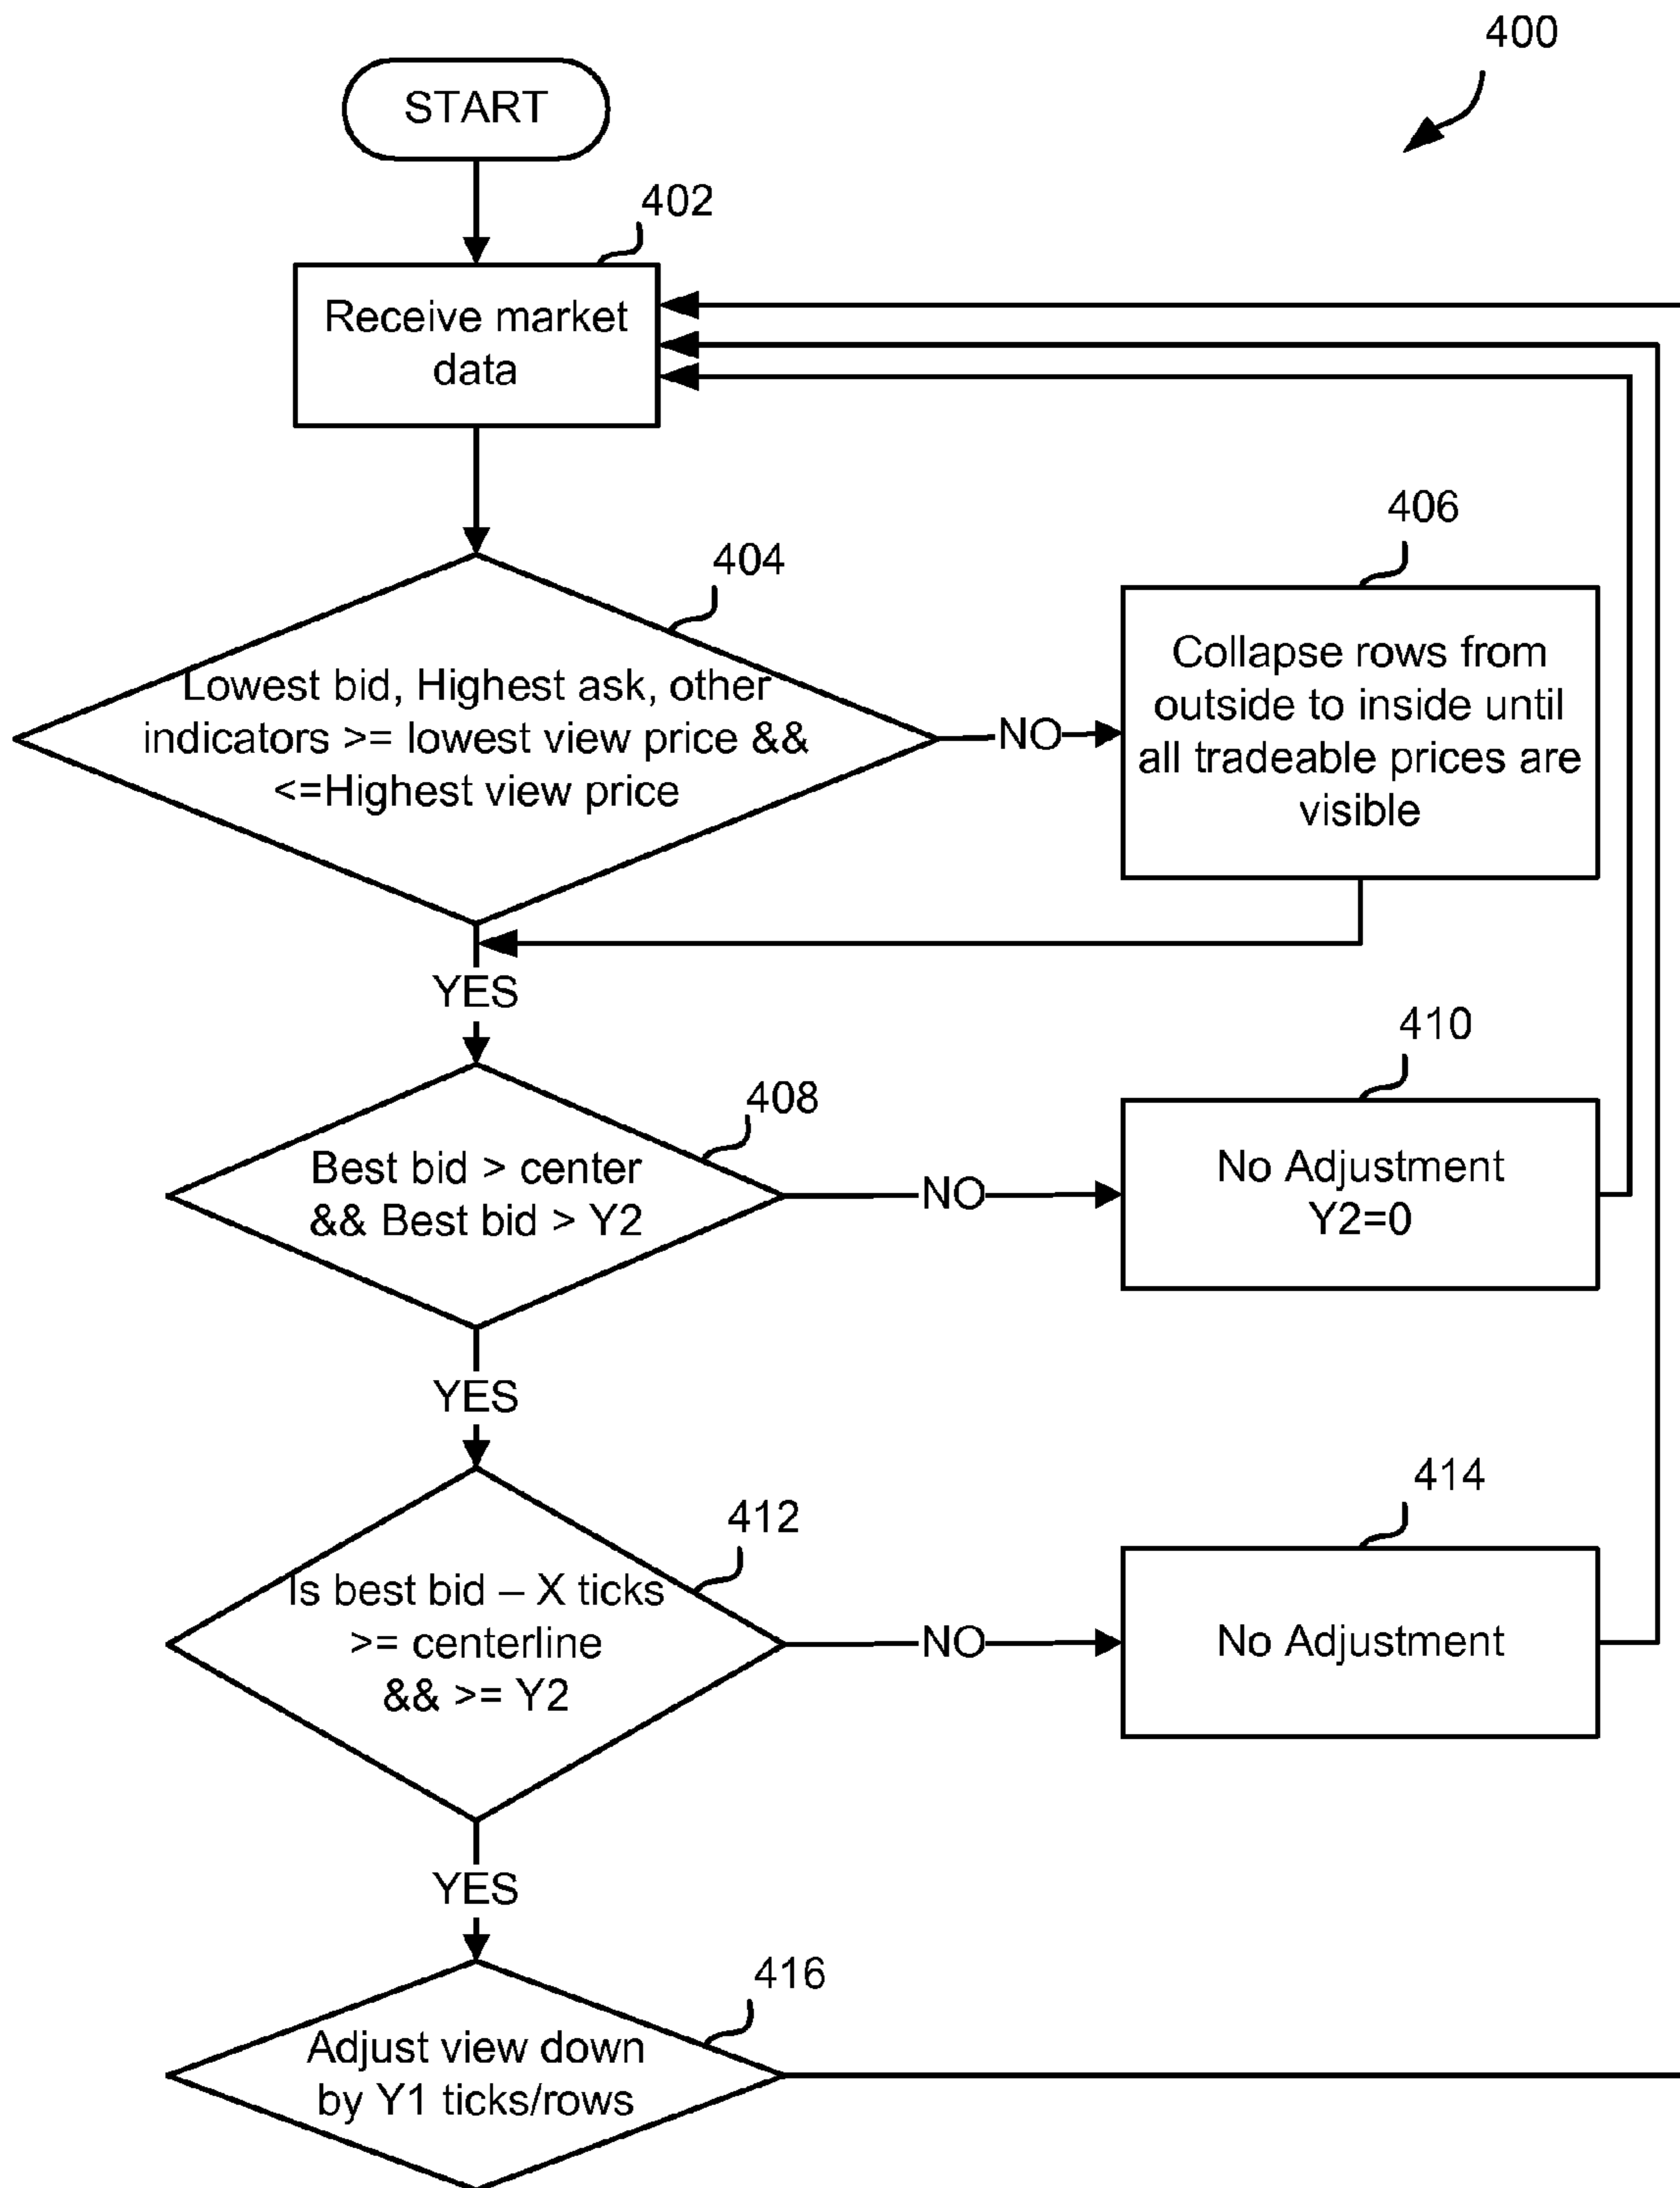 400
START
402
Receive market
data
404
Lowest bid, Highest ask, other
indicators >= lowest view price &&
<=Highest view price
NO
406
Collapse rows from
outside to inside until
all tradeable prices are
visible
YES
408
Best bid > center
&& Best bid > Y2
NO
410
No Adjustment
Y2=0
YES
412
Is best bid – X ticks
>= centerline
&& >= Y2
NO
414
No Adjustment
YES
416
Adjust view down
by Y1 ticks/rows